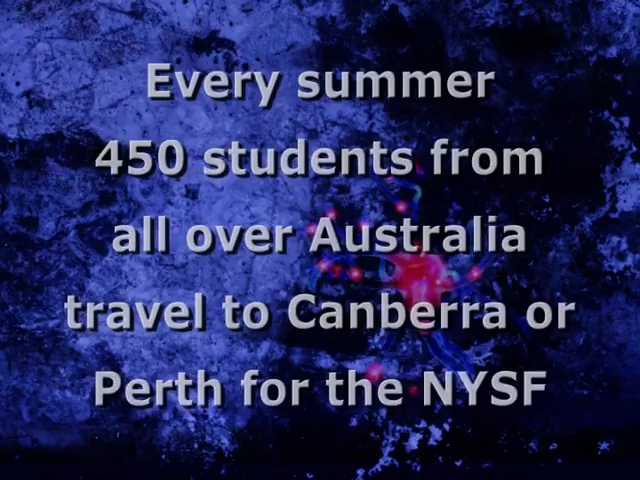 Every summer
450 students from
all over Australia
travel to Canberra or
Perth for the NYSF